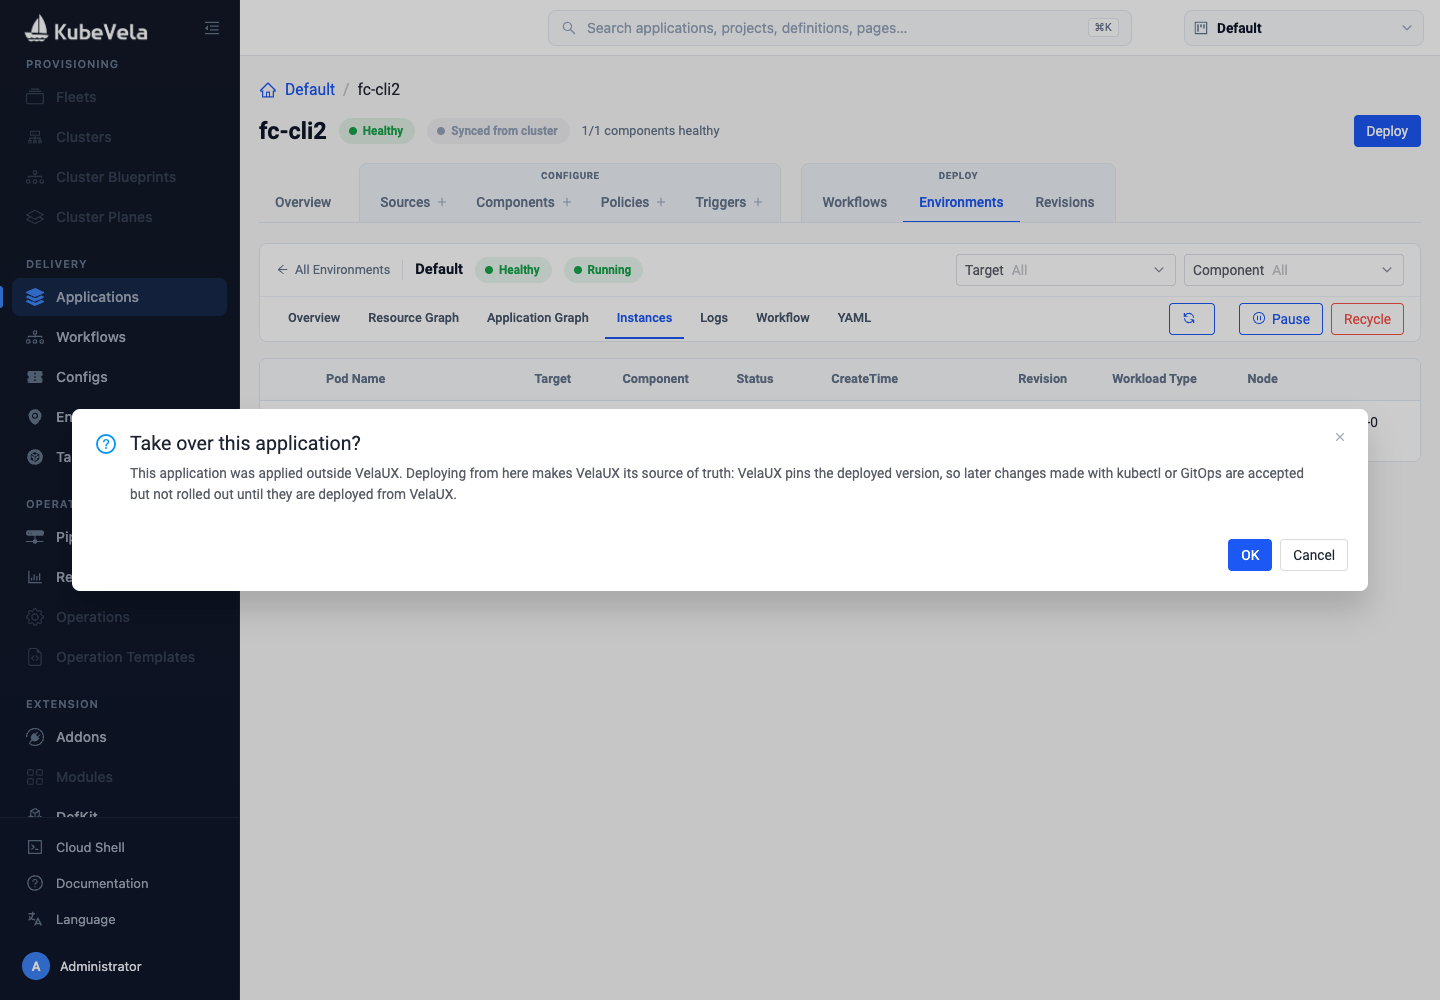 KubeVela
Search applications, projects, definitions, pages...
⌘K
Default
PROVISIONING
Fleets
Clusters
Cluster Blueprints
Cluster Planes
DELIVERY
Applications
Workflows
Configs
OPERAT
Operations
Operation Templates
EXTENSION
Addons
Modules
DefKit
Cloud Shell
Documentation
Language
A
Administrator
Default / fc-cli2
fc-cli2
Healthy
Synced from cluster
1/1 components healthy
Deploy
CONFIGURE
DEPLOY
Overview
Sources +
Components +
Policies +
Triggers +
Workflows
Environments
Revisions
All Environments
Default
Healthy
Running
Target All
Component All
Overview
Resource Graph
Application Graph
Instances
Logs
Workflow
YAML
Pause
Recycle
Pod Name
Target
Component
Status
CreateTime
Revision
Workload Type
Node
-0
Take over this application?
This application was applied outside VelaUX. Deploying from here makes VelaUX its source of truth: VelaUX pins the deployed version, so later changes made with kubectl or GitOps are accepted
but not rolled out until they are deployed from VelaUX.
OK
Cancel